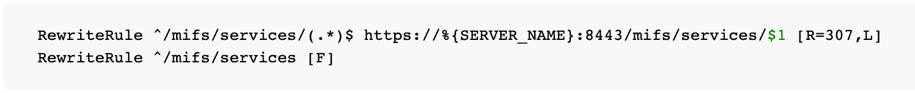 RewriteRule ^/mifs/services/(.*)$ https://%{SERVER_NAME}:8443/mifs/services/$1 [R=307,L]
RewriteRule ^/mifs/services [F]